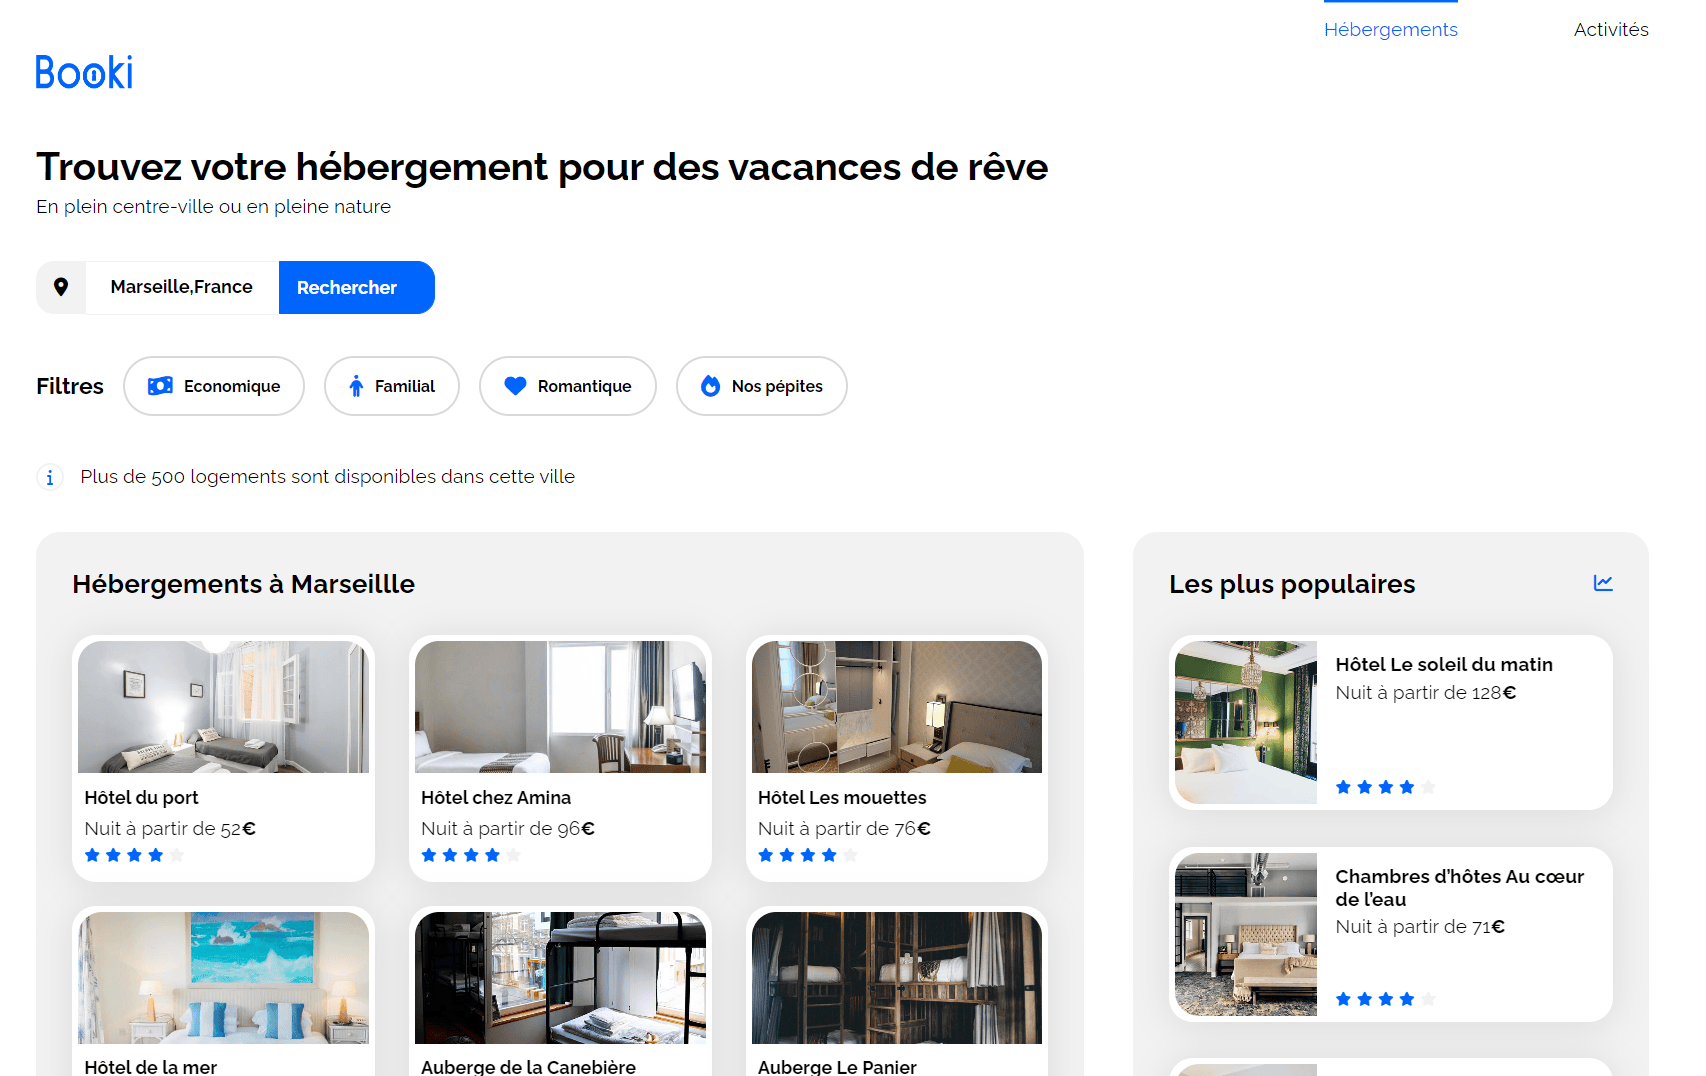 Hébergements
Activités
Booki
Trouvez votre hébergement pour des vacances de rêve
En plein centre-ville ou en pleine nature
Marseille,France
Rechercher
Filtres
Economique
Familial
Romantique
Nos pépites
Plus de 500 logements sont disponibles dans cette ville
Hébergements à Marseillle
Hôtel du port
Nuit à partir de 52€
Hôtel chez Amina
Nuit à partir de 96€
Hôtel Les mouettes
Nuit à partir de 76€
Hôtel de la mer
Auberge de la Canebière
Auberge Le Panier
Les plus populaires
Hôtel Le soleil du matin
Nuit à partir de 128€
Chambres d'hôtes Au cœur
de l'eau
Nuit à partir de 71€